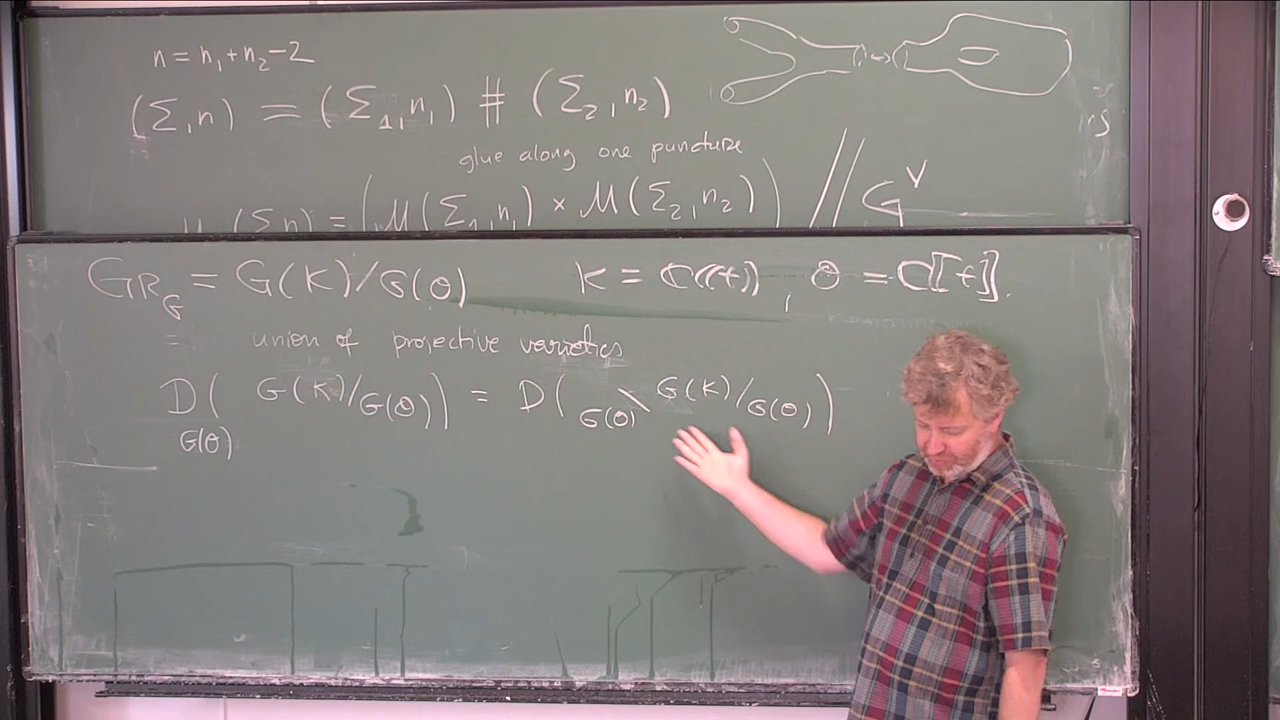 n = n₁ + n₂ - 2
(Σ, n) = (Σ₁, n₁) # (Σ₂, n₂)
glue along one puncture
(Σ n) = (M(Σ₁, n₁) × M(Σ₂, n₂)) // G^∨
GR_G = G(K)/G(O) K = C((t)), O = C[[t]].
= union of projective varieties
D_{G(O)}(G(K)/G(O)) = D(G(O)\G(K)/G(O))